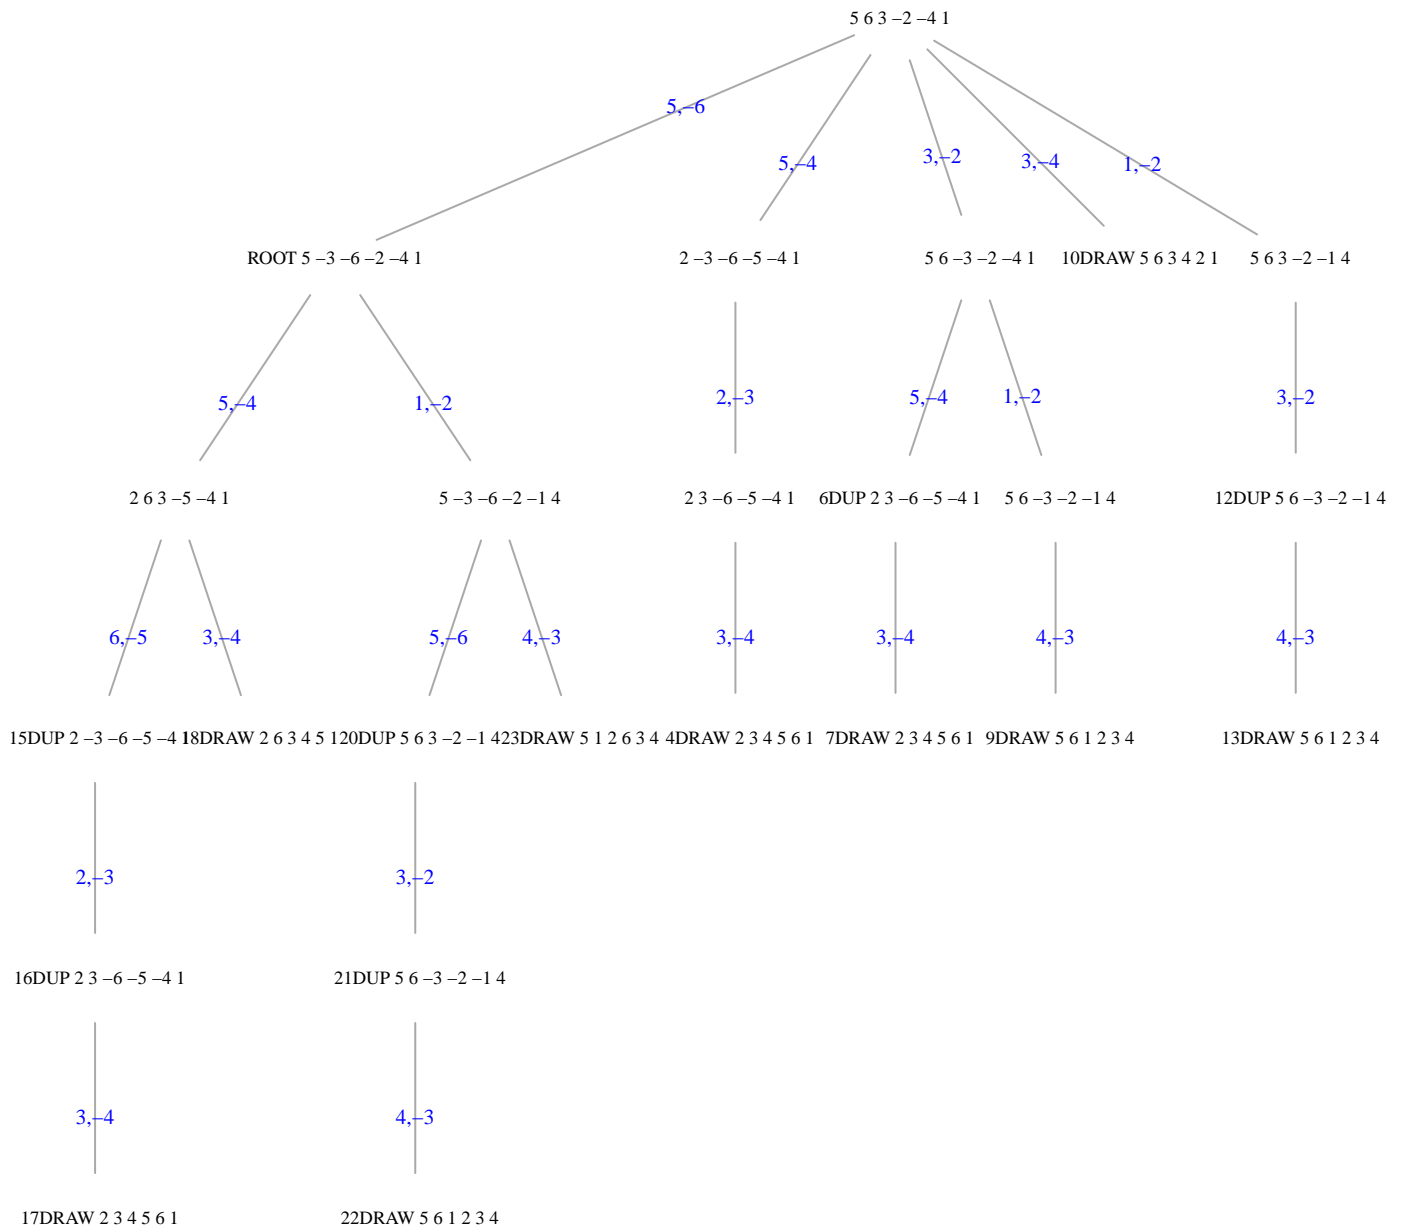 5 6 3 –2 –4 1
5,–6
5,–4
3,–2
3,–4
1,–2
ROOT 5 –3 –6 –2 –4 1
2 –3 –6 –5 –4 1
5 6 –3 –2 –4 1
10DRAW 5 6 3 4 2 1
5 6 3 –2 –1 4
5,–4
1,–2
2,–3
5,–4
1,–2
3,–2
2 6 3 –5 –4 1
5 –3 –6 –2 –1 4
2 3 –6 –5 –4 1
6DUP 2 3 –6 –5 –4 1
5 6 –3 –2 –1 4
12DUP 5 6 –3 –2 –1 4
6,–5
3,–4
5,–6
4,–3
3,–4
3,–4
4,–3
4,–3
15DUP 2 –3 –6 –5 –4 1
18DRAW 2 6 3 4 5 1
20DUP 5 6 3 –2 –1 4
23DRAW 5 1 2 6 3 4
4DRAW 2 3 4 5 6 1
7DRAW 2 3 4 5 6 1
9DRAW 5 6 1 2 3 4
13DRAW 5 6 1 2 3 4
2,–3
3,–2
16DUP 2 3 –6 –5 –4 1
21DUP 5 6 –3 –2 –1 4
3,–4
4,–3
17DRAW 2 3 4 5 6 1
22DRAW 5 6 1 2 3 4